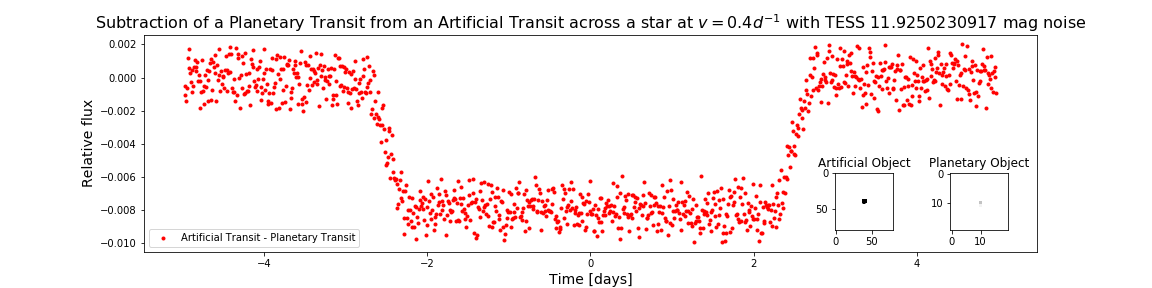 Subtraction of a Planetary Transit from an Artificial Transit across a star at v = 0.4d⁻¹ with TESS 11.9250230917 mag noise
Relative flux
0.002
0.000
−0.002
−0.004
−0.006
−0.008
−0.010
Artificial Transit - Planetary Transit
Artificial Object
0
50
0 50
Planetary Object
0
10
0 10
−4 −2 0 2 4
Time [days]